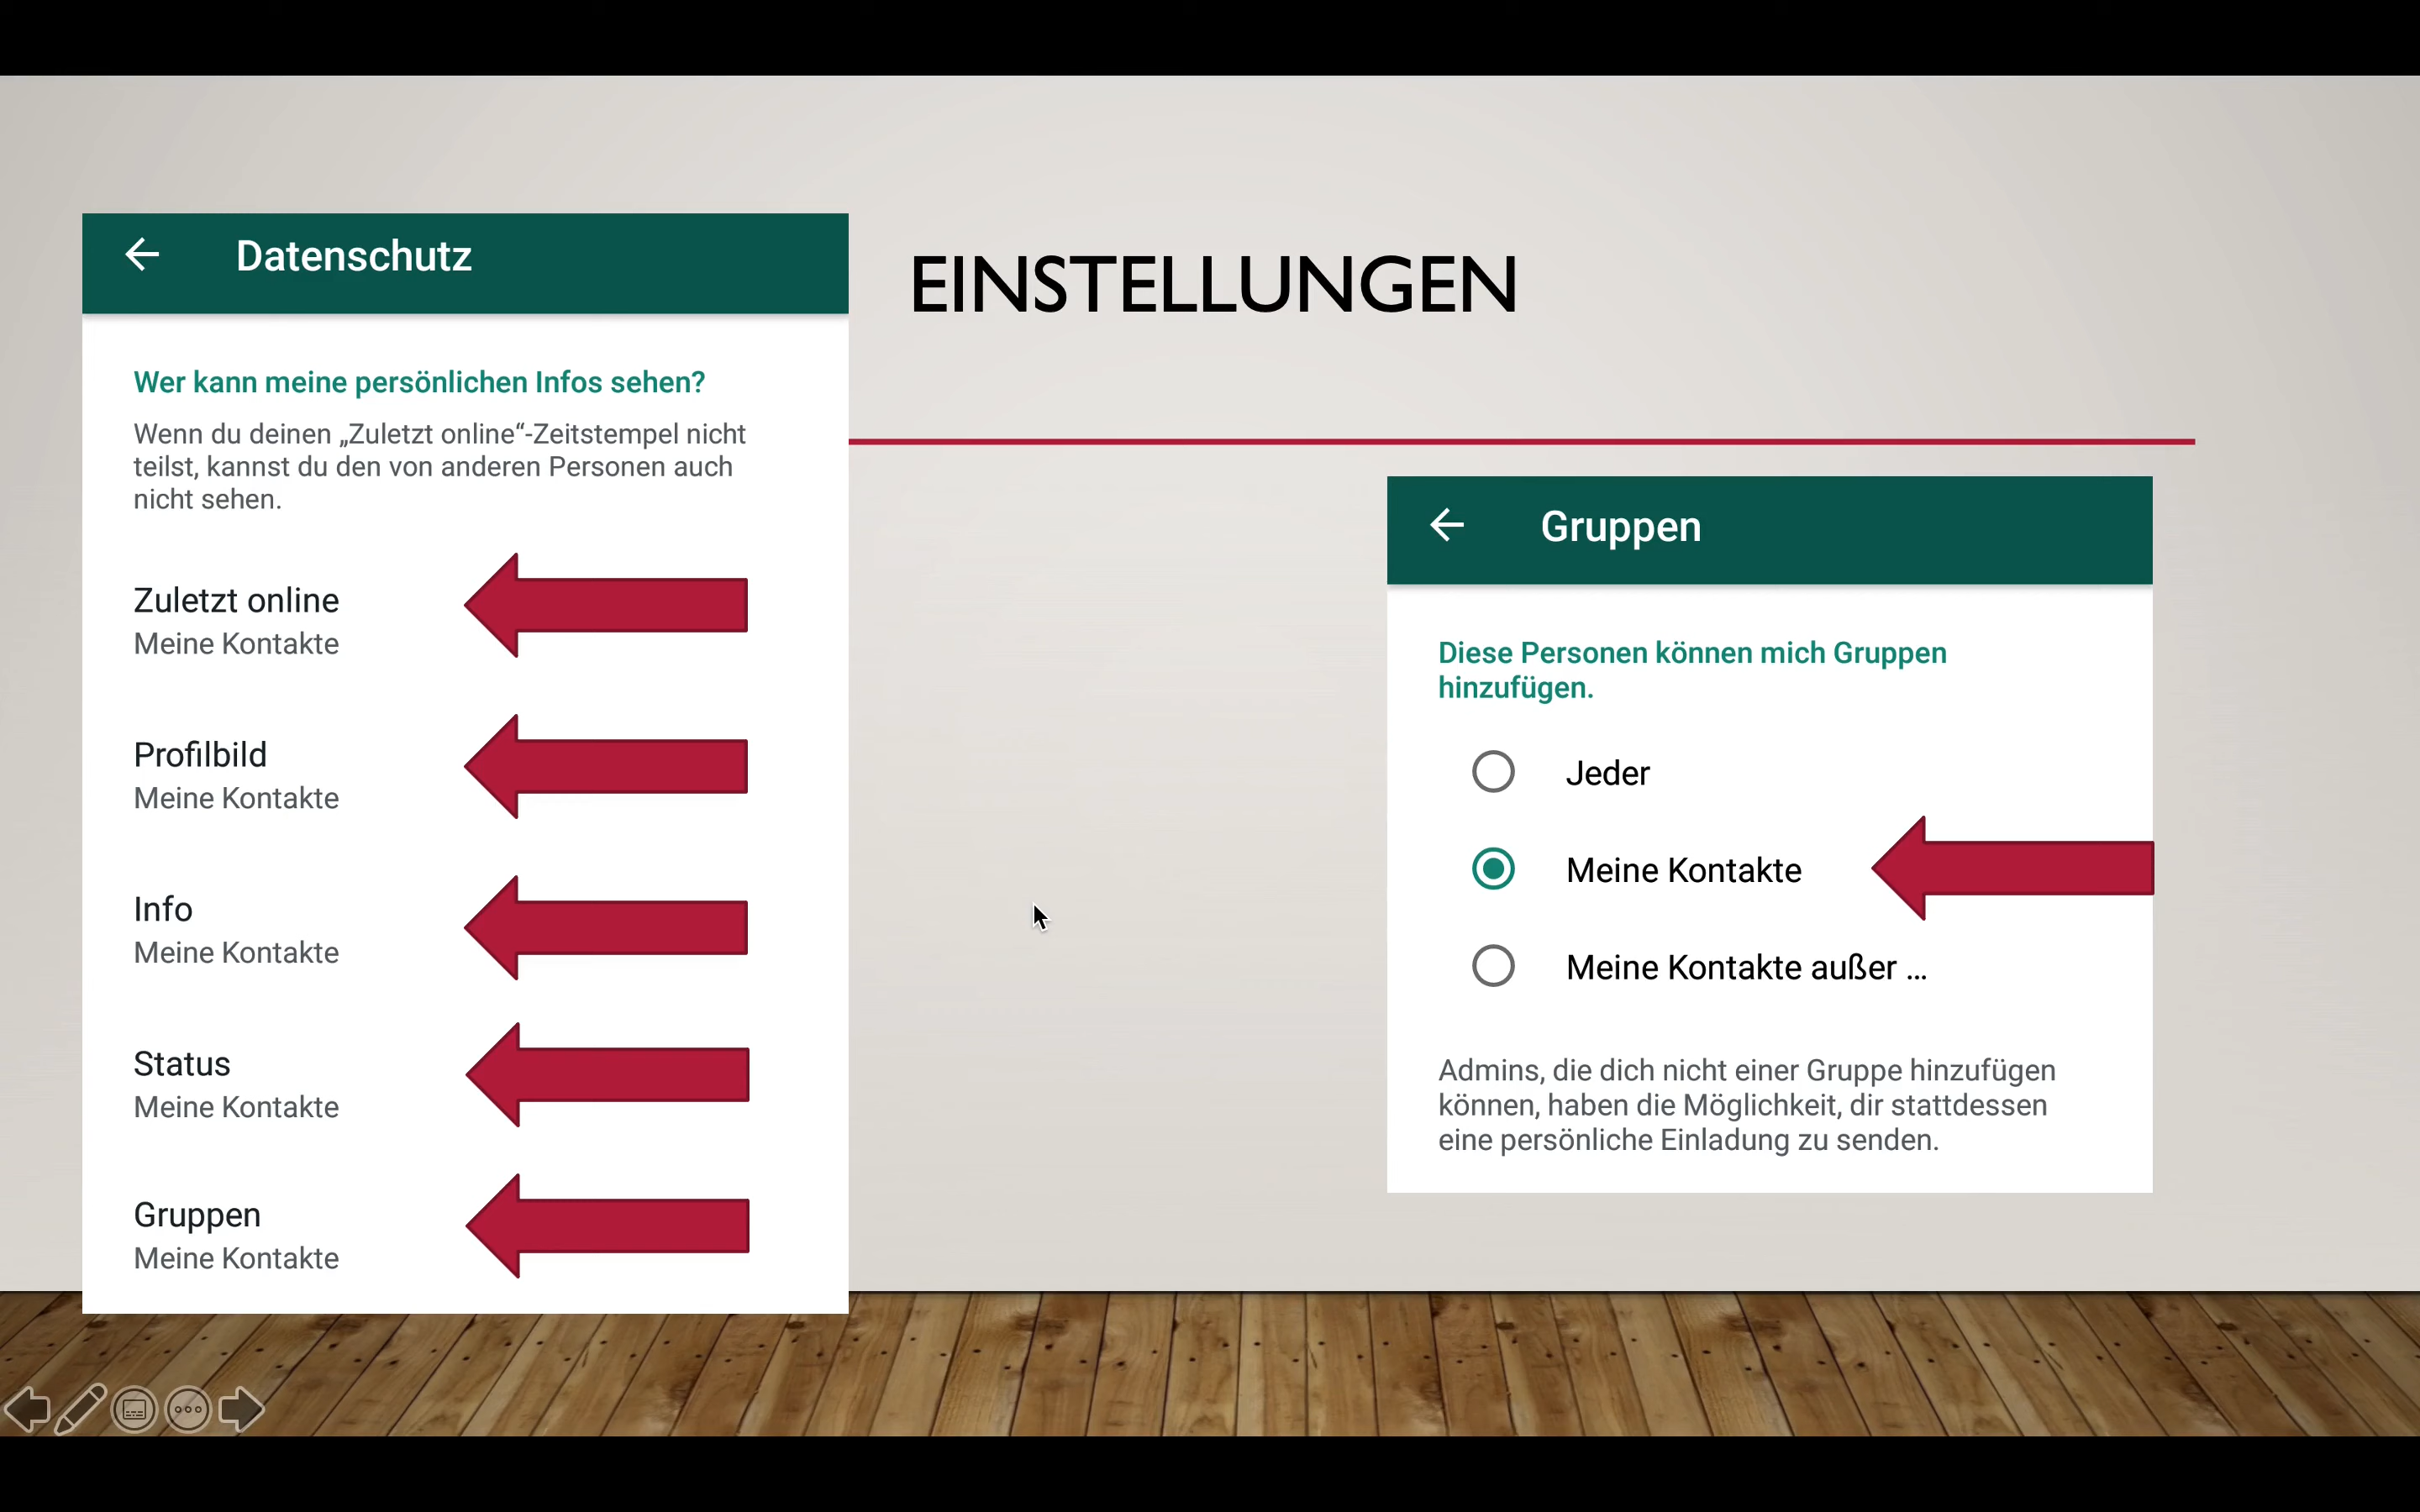 Datenschutz
Wer kann meine persönlichen Infos sehen?
Wenn du deinen „Zuletzt online“-Zeitstempel nicht
teilst, kannst du den von anderen Personen auch
nicht sehen.
Zuletzt online
Meine Kontakte
Profilbild
Meine Kontakte
Info
Meine Kontakte
Status
Meine Kontakte
Gruppen
Meine Kontakte
EINSTELLUNGEN
Gruppen
Diese Personen können mich Gruppen
hinzufügen.
Jeder
Meine Kontakte
Meine Kontakte außer ...
Admins, die dich nicht einer Gruppe hinzufügen
können, haben die Möglichkeit, dir stattdessen
eine persönliche Einladung zu senden.